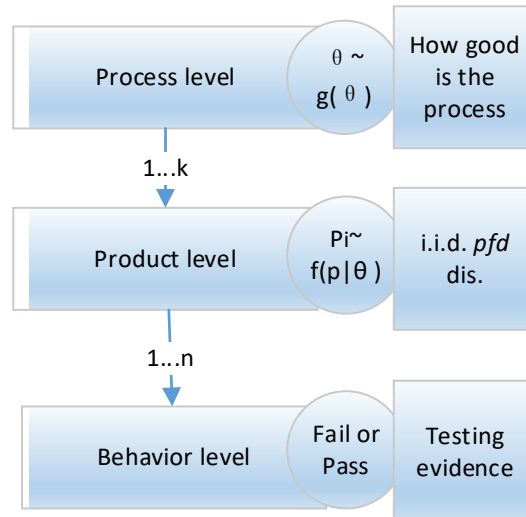 Process level
θ ~
g( θ )
How good
is the
process
1...k
Product level
Pi~
f(p|θ )
i.i.d. pfd
dis.
1...n
Behavior level
Fail or
Pass
Testing
evidence